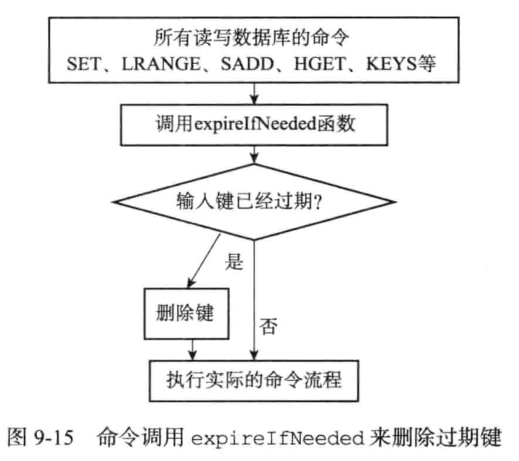 所有读写数据库的命令
SET、LRANGE、SADD、HGET、KEYS等
调用expireIfNeeded函数
输入键已经过期?
是
删除键
否
执行实际的命令流程
图 9-15 命令调用 expireIfNeeded 来删除过期键